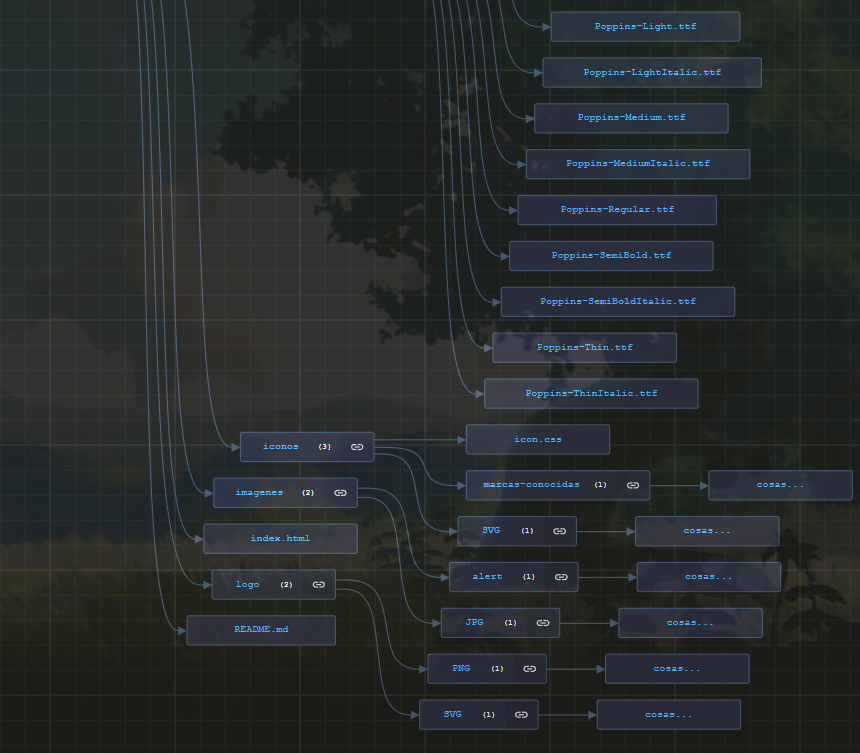 Poppins-Light.ttf
Poppins-LightItalic.ttf
Poppins-Medium.ttf
Poppins-MediumItalic.ttf
Poppins-Regular.ttf
Poppins-SemiBold.ttf
Poppins-SemiBoldItalic.ttf
Poppins-Thin.ttf
Poppins-ThinItalic.ttf
iconos (3) icon.css
imagenes (2) marcas-conocidas (1) cosas...
index.html SVG (1) cosas...
logo (2) alert (1) cosas...
README.md JPG (1) cosas...
PNG (1) cosas...
SVG (1) cosas...